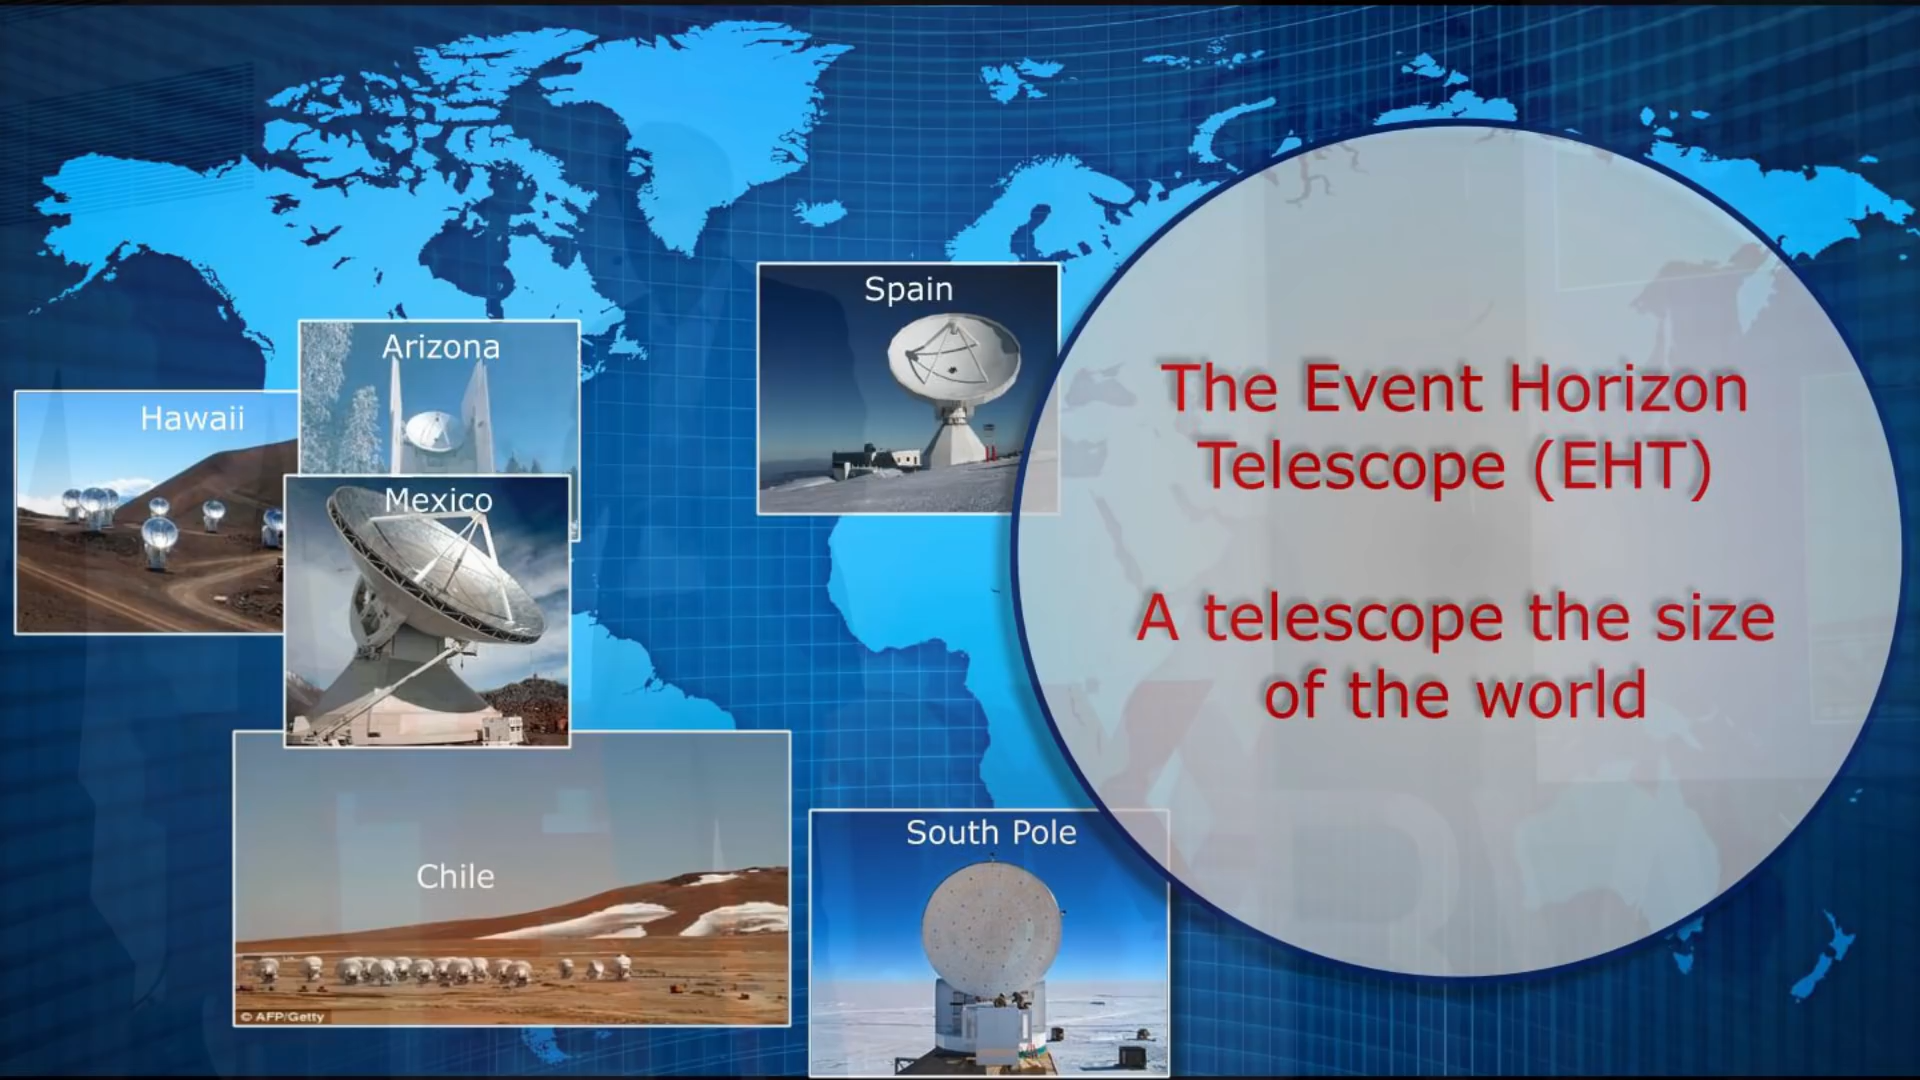 Spain
Arizona
Hawaii
The Event Horizon
Telescope (EHT)
Mexico
A telescope the size
of the world
South Pole
Chile
© AFP/Getty